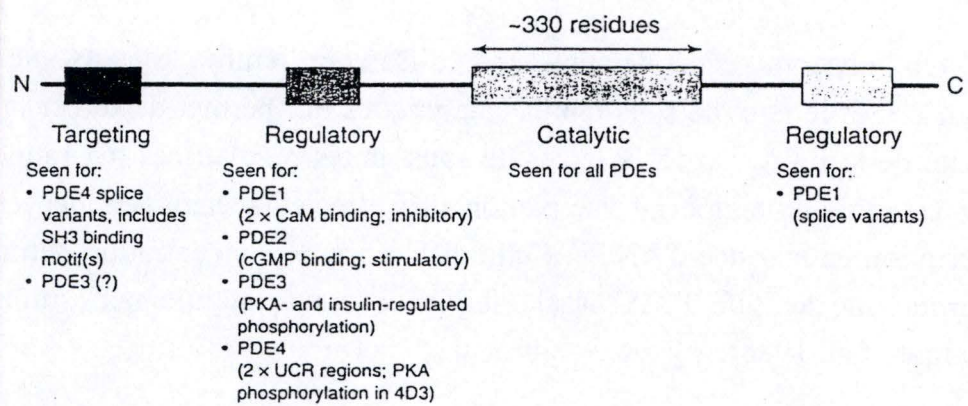 ~330 residues
N
C
Targeting
Seen for:
• PDE4 splice
variants, includes
SH3 binding
motif(s)
• PDE3 (?)
Regulatory
Seen for:
• PDE1
(2 × CaM binding; inhibitory)
• PDE2
(cGMP binding; stimulatory)
• PDE3
(PKA- and insulin-regulated
phosphorylation)
• PDE4
(2 × UCR regions; PKA
phosphorylation in 4D3)
Catalytic
Seen for all PDEs
Regulatory
Seen for:
• PDE1
(splice variants)